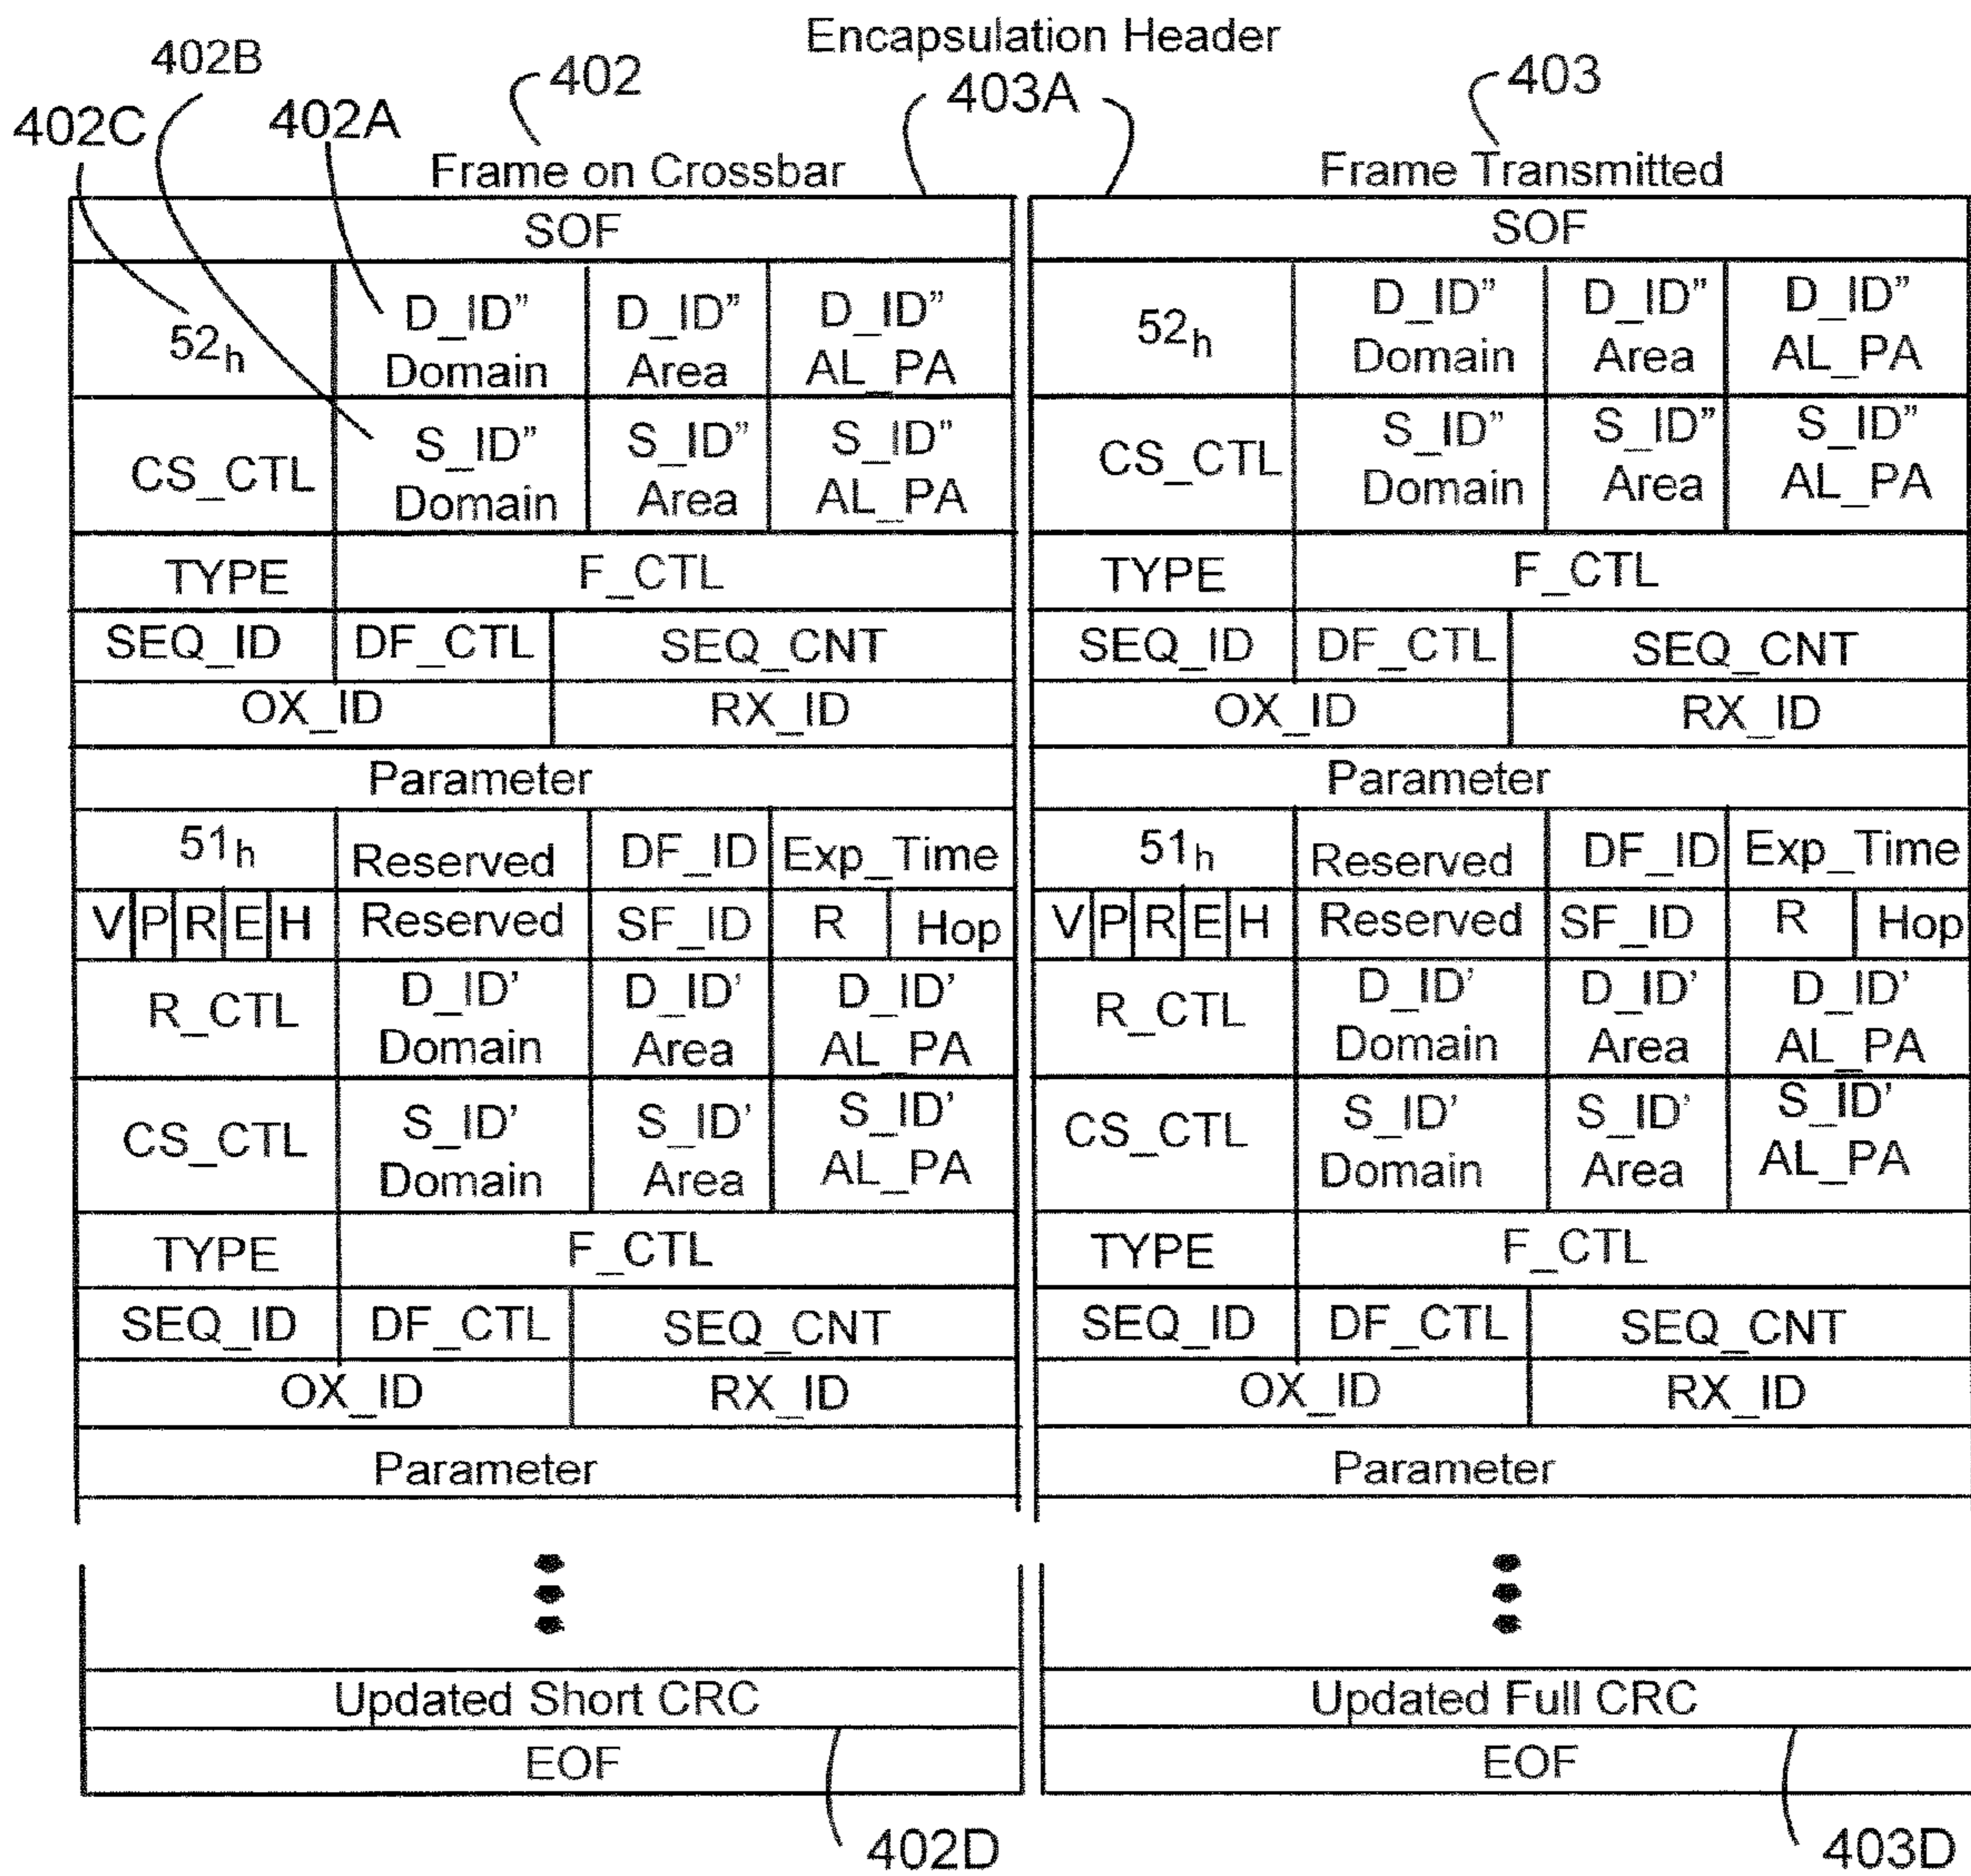 Encapsulation Header
402B 402 403A 403
402C 402A
Frame on Crossbar Frame Transmitted
SOF SOF
52h D_ID” Domain D_ID” Area D_ID” AL_PA 52h D_ID” Domain D_ID” Area D_ID” AL_PA
CS_CTL S_ID” Domain S_ID” Area S_ID” AL_PA CS_CTL S_ID” Domain S_ID” Area S_ID” AL_PA
TYPE F_CTL TYPE F_CTL
SEQ_ID DF_CTL SEQ_CNT SEQ_ID DF_CTL SEQ_CNT
OX_ID RX_ID OX_ID RX_ID
Parameter Parameter
51h Reserved DF_ID Exp_Time 51h Reserved DF_ID Exp_Time
V P R E H Reserved SF_ID R Hop V P R E H Reserved SF_ID R Hop
R_CTL D_ID’ Domain D_ID’ Area D_ID’ AL_PA R_CTL D_ID’ Domain D_ID’ Area D_ID’ AL_PA
CS_CTL S_ID’ Domain S_ID’ Area S_ID’ AL_PA CS_CTL S_ID’ Domain S_ID’ Area S_ID’ AL_PA
TYPE F_CTL TYPE F_CTL
SEQ_ID DF_CTL SEQ_CNT SEQ_ID DF_CTL SEQ_CNT
OX_ID RX_ID OX_ID RX_ID
Parameter Parameter
Updated Short CRC Updated Full CRC
EOF EOF
402D 403D